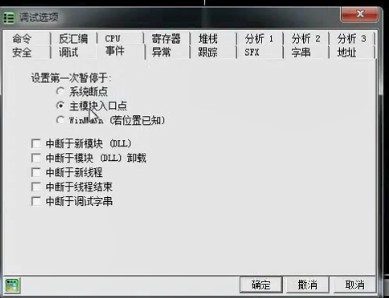 调试选项
命令 反汇编 CPU 寄存器 堆栈 分析 1 分析 2 分析 3
安全 调试 事件 异常 跟踪 SFX 字串 地址
设置第一次暂停于:
系统断点
主模块入口点
WinMain (若位置已知)
中断于新模块 (DLL)
中断于模块 (DLL) 卸载
中断于新线程
中断于线程结束
中断于调试字串
确定 撤消 取消